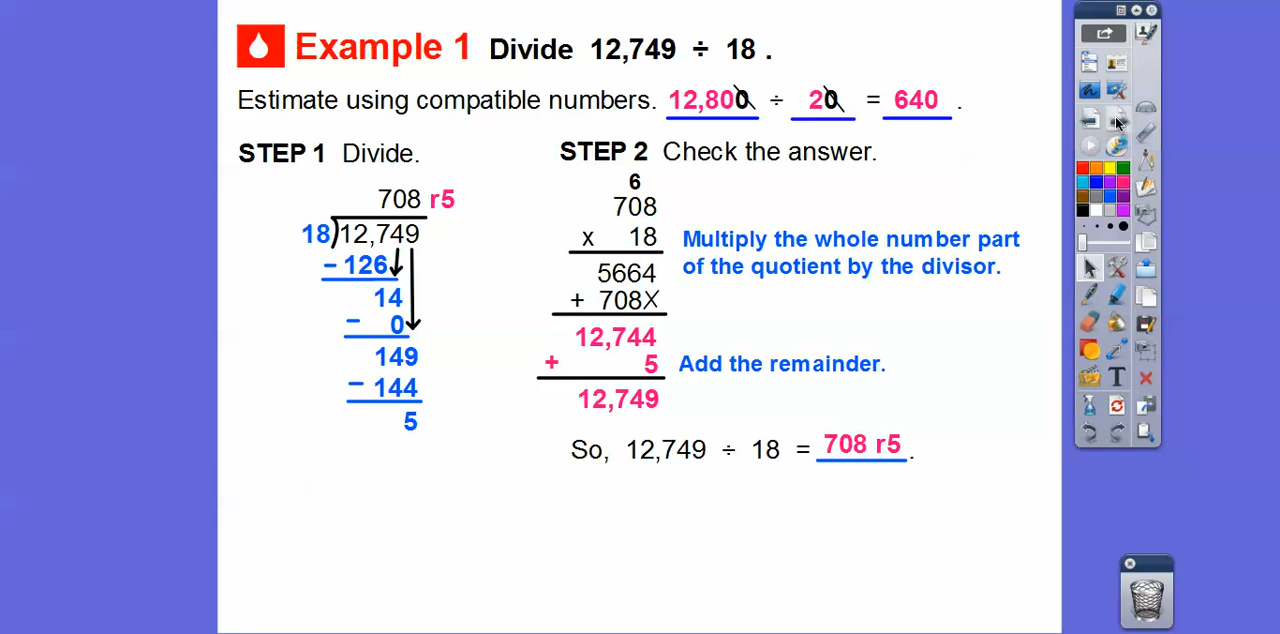 Example 1 Divide 12,749 ÷ 18 .
Estimate using compatible numbers. 12,800 ÷ 20 = 640 .
STEP 1 Divide.
708 r5
18)12,749
- 126
14
- 0
149
- 144
5
STEP 2 Check the answer.
6
708
x 18
5664
+ 708X
12,744
+ 5
12,749
Multiply the whole number part
of the quotient by the divisor.
Add the remainder.
So, 12,749 ÷ 18 = 708 r5 .
T